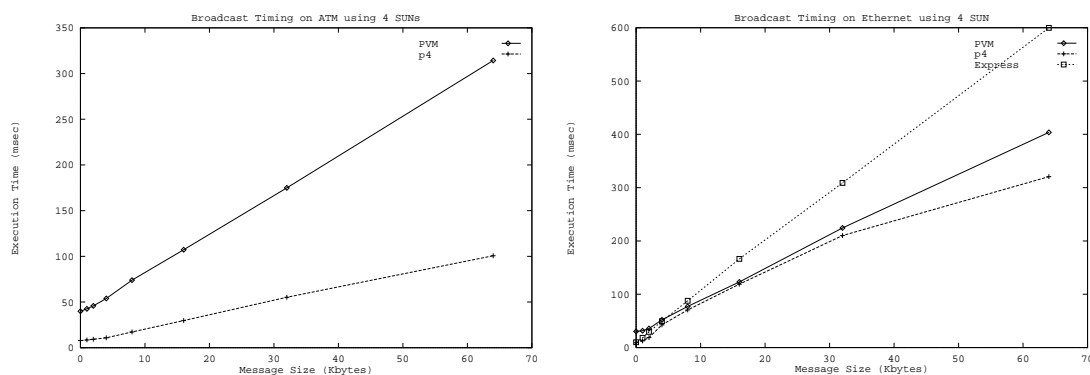 Broadcast Timing on ATM using 4 SUNs
350
300
250
200
150
100
50
0
Execution Time (msec)
PVM
p4
0 10 20 30 40 50 60 70
Message Size (Kbytes)
Broadcast Timing on Ethernet using 4 SUN
600
500
400
300
200
100
0
Execution Time (msec)
PVM
p4
Express
0 10 20 30 40 50 60 70
Message Size (Kbytes)